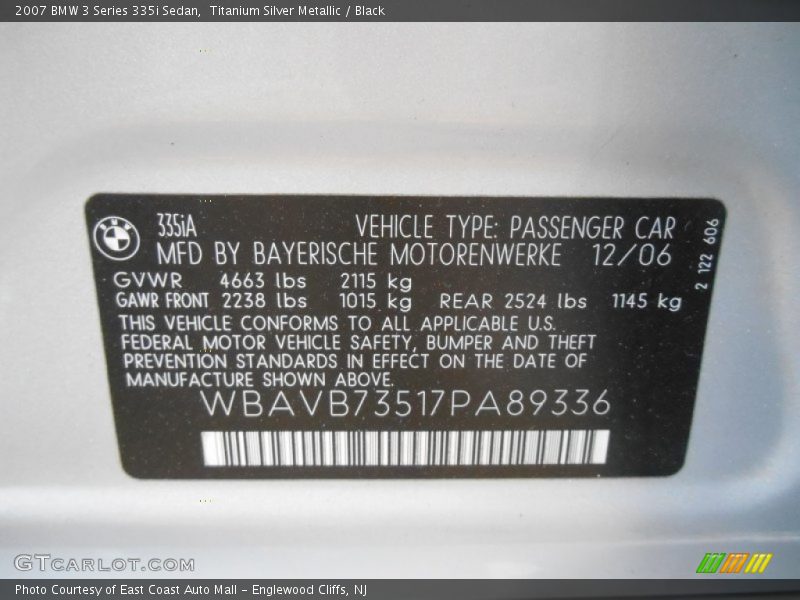 2007 BMW 3 Series 335i Sedan, Titanium Silver Metallic / Black
335iA VEHICLE TYPE: PASSENGER CAR
MFD BY BAYERISCHE MOTORENWERKE 12/06
GVWR 4663 lbs 2115 kg
GAWR FRONT 2238 lbs 1015 kg REAR 2524 lbs 1145 kg
THIS VEHICLE CONFORMS TO ALL APPLICABLE U.S.
FEDERAL MOTOR VEHICLE SAFETY, BUMPER AND THEFT
PREVENTION STANDARDS IN EFFECT ON THE DATE OF
MANUFACTURE SHOWN ABOVE.
WBAVB73517PA89336
2 122 606
GTCARLOT.COM
Photo Courtesy of East Coast Auto Mall - Englewood Cliffs, NJ